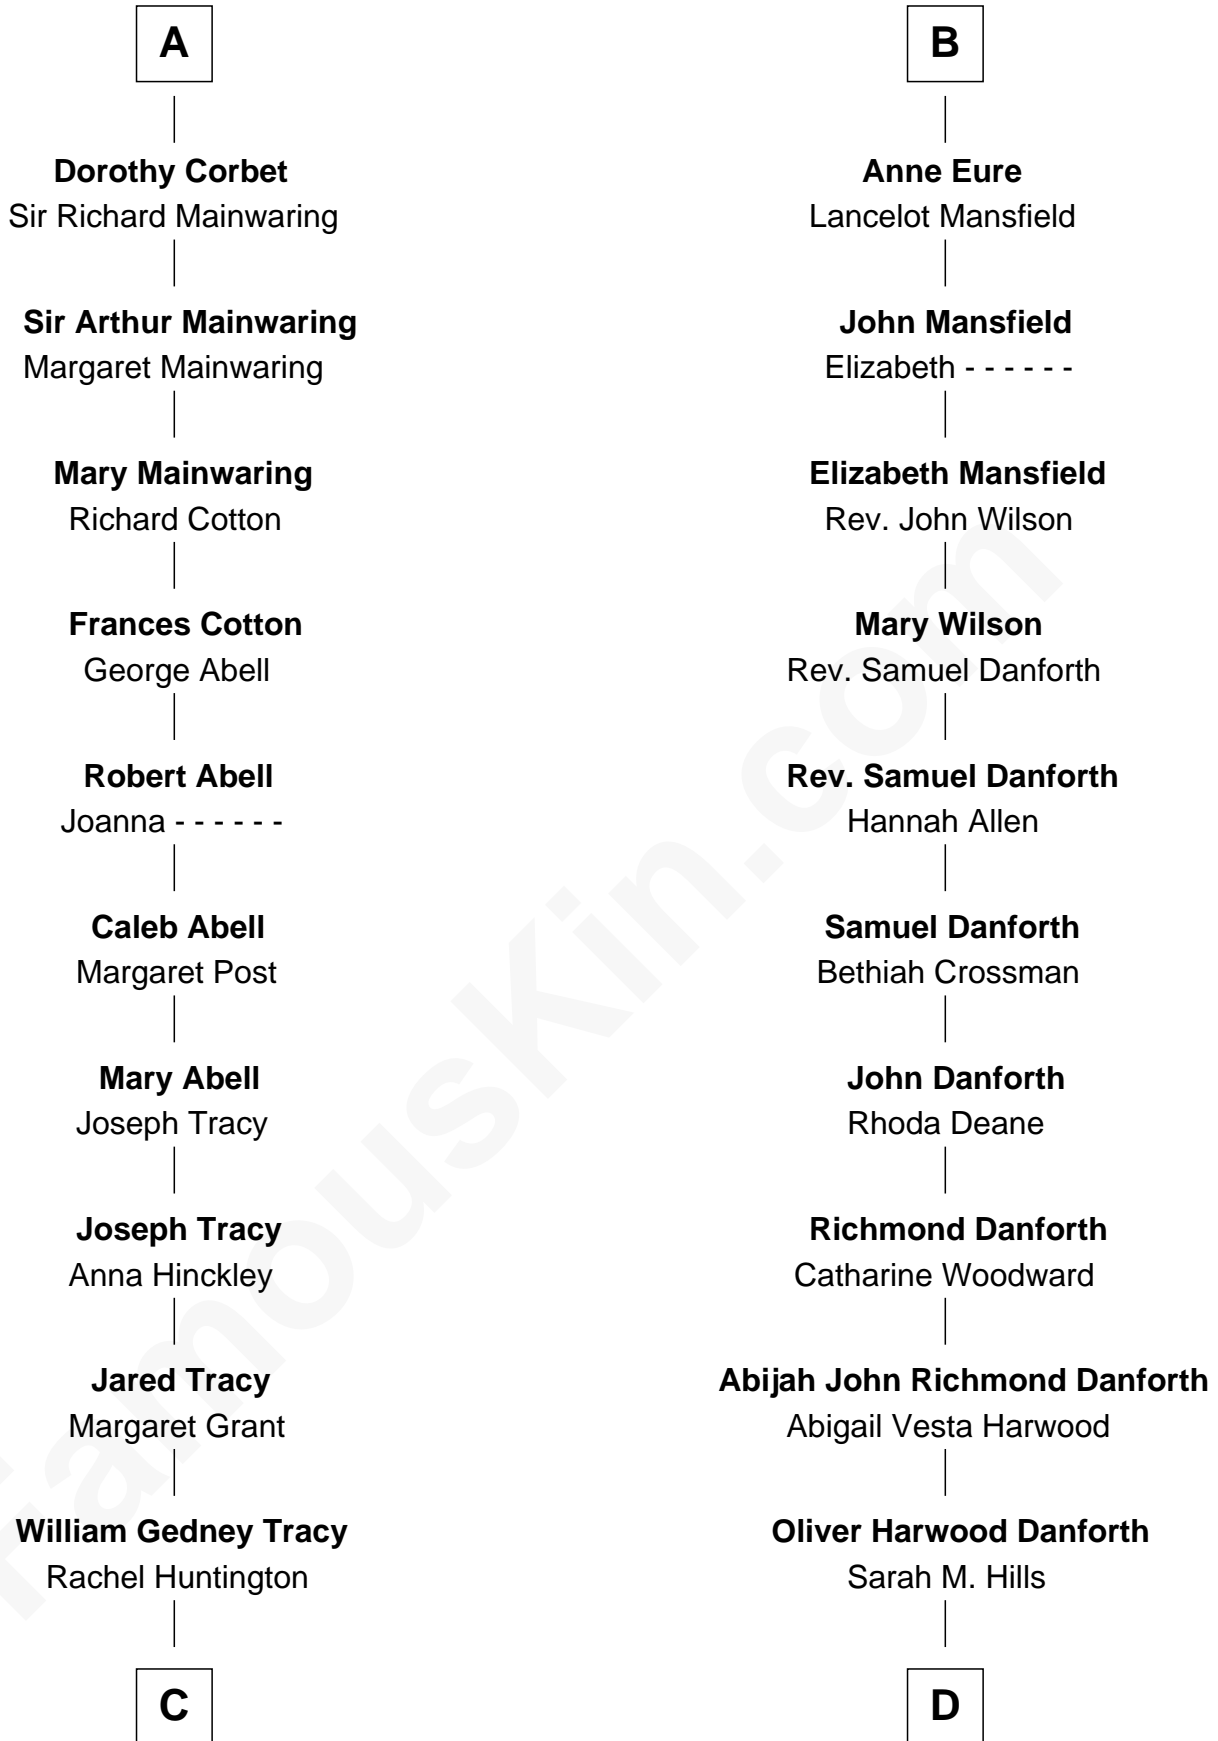 A
Dorothy Corbet
Sir Richard Mainwaring
Sir Arthur Mainwaring
Margaret Mainwaring
Mary Mainwaring
Richard Cotton
Frances Cotton
George Abell
Robert Abell
Joanna - - - - - -
Caleb Abell
Margaret Post
Mary Abell
Joseph Tracy
Joseph Tracy
Anna Hinckley
Jared Tracy
Margaret Grant
William Gedney Tracy
Rachel Huntington
C
B
Anne Eure
Lancelot Mansfield
John Mansfield
Elizabeth - - - - - -
Elizabeth Mansfield
Rev. John Wilson
Mary Wilson
Rev. Samuel Danforth
Rev. Samuel Danforth
Hannah Allen
Samuel Danforth
Bethiah Crossman
John Danforth
Rhoda Deane
Richmond Danforth
Catharine Woodward
Abijah John Richmond Danforth
Abigail Vesta Harwood
Oliver Harwood Danforth
Sarah M. Hills
D
FamousKin.com